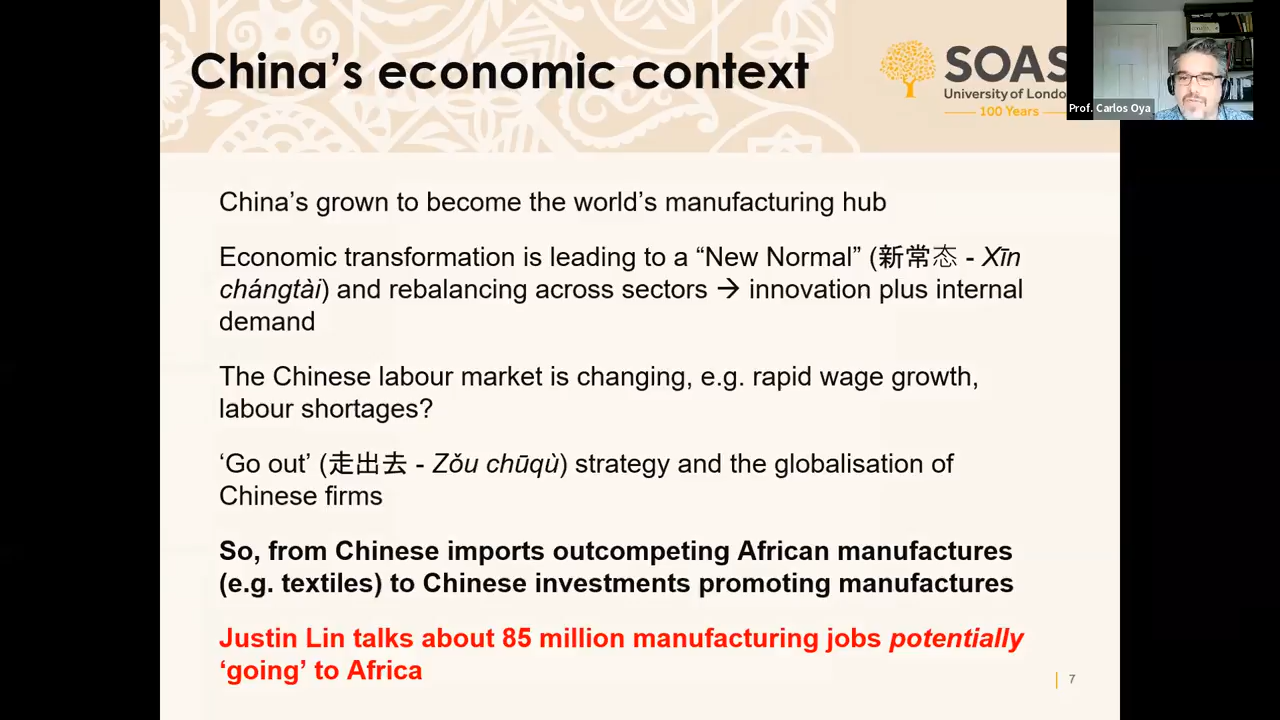 China’s economic context
SOAS
University of London
100 Years
Prof. Carlos Oya
China’s grown to become the world’s manufacturing hub
Economic transformation is leading to a “New Normal” (新常态 - Xīn
chángtài) and rebalancing across sectors → innovation plus internal
demand
The Chinese labour market is changing, e.g. rapid wage growth,
labour shortages?
‘Go out’ (走出去 - Zǒu chūqù) strategy and the globalisation of
Chinese firms
So, from Chinese imports outcompeting African manufactures
(e.g. textiles) to Chinese investments promoting manufactures
Justin Lin talks about 85 million manufacturing jobs potentially
‘going’ to Africa
7